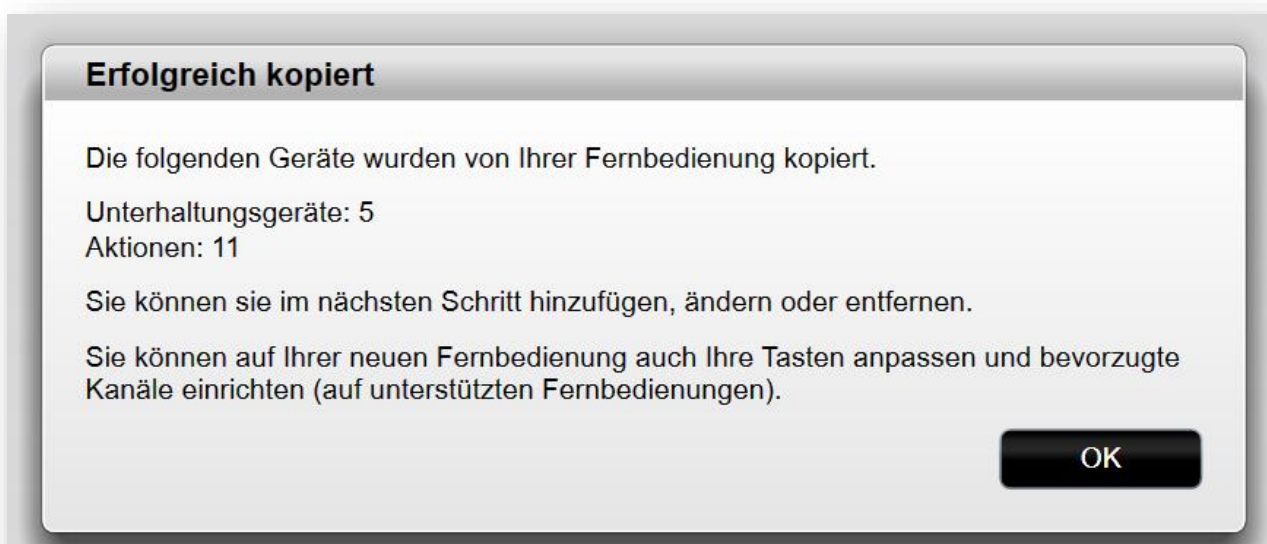 Erfolgreich kopiert
Die folgenden Geräte wurden von Ihrer Fernbedienung kopiert.
Unterhaltungsgeräte: 5
Aktionen: 11
Sie können sie im nächsten Schritt hinzufügen, ändern oder entfernen.
Sie können auf Ihrer neuen Fernbedienung auch Ihre Tasten anpassen und bevorzugte
Kanäle einrichten (auf unterstützten Fernbedienungen).
OK